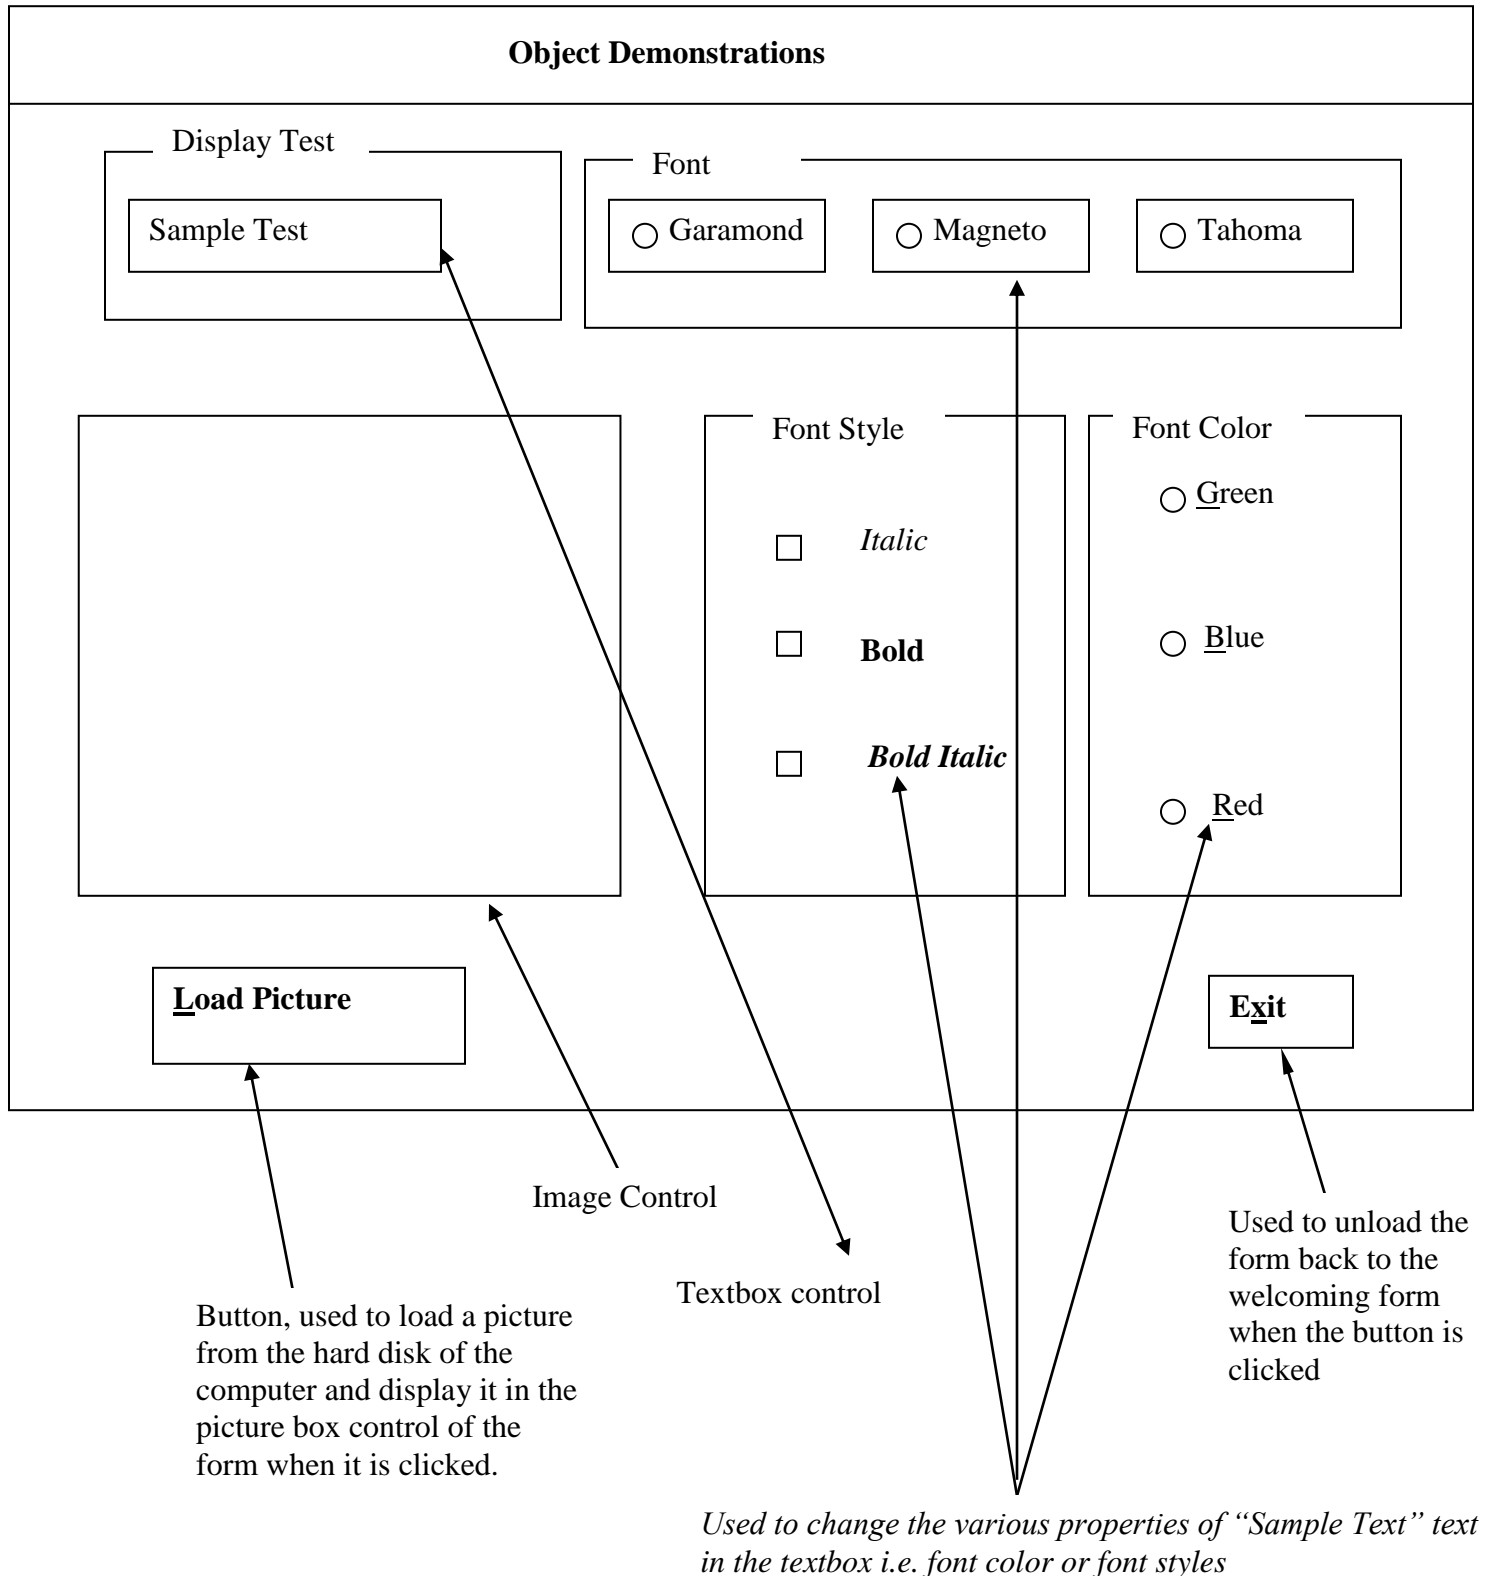 Object Demonstrations
Display Test
Font
Sample Test
Garamond
Magneto
Tahoma
Font Style
Font Color
Green
Italic
Blue
Bold
Bold Italic
Red
Load Picture
Exit
Image Control
Textbox control
Used to unload the
form back to the
welcoming form
when the button is
clicked
Button, used to load a picture
from the hard disk of the
computer and display it in the
picture box control of the
form when it is clicked.
Used to change the various properties of “Sample Text” text
in the textbox i.e. font color or font styles